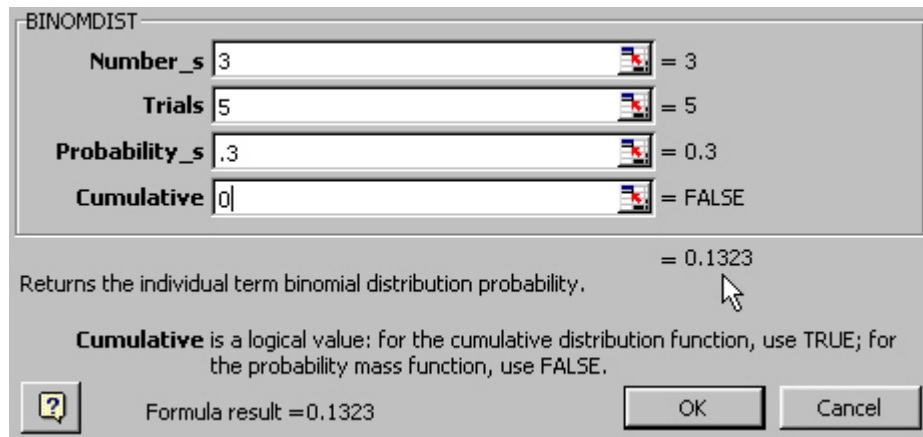 BINOMDIST
Number_s 3 = 3
Trials 5 = 5
Probability_s .3 = 0.3
Cumulative 0 = FALSE
= 0.1323
Returns the individual term binomial distribution probability.
Cumulative is a logical value: for the cumulative distribution function, use TRUE; for
the probability mass function, use FALSE.
? Formula result =0.1323 OK Cancel